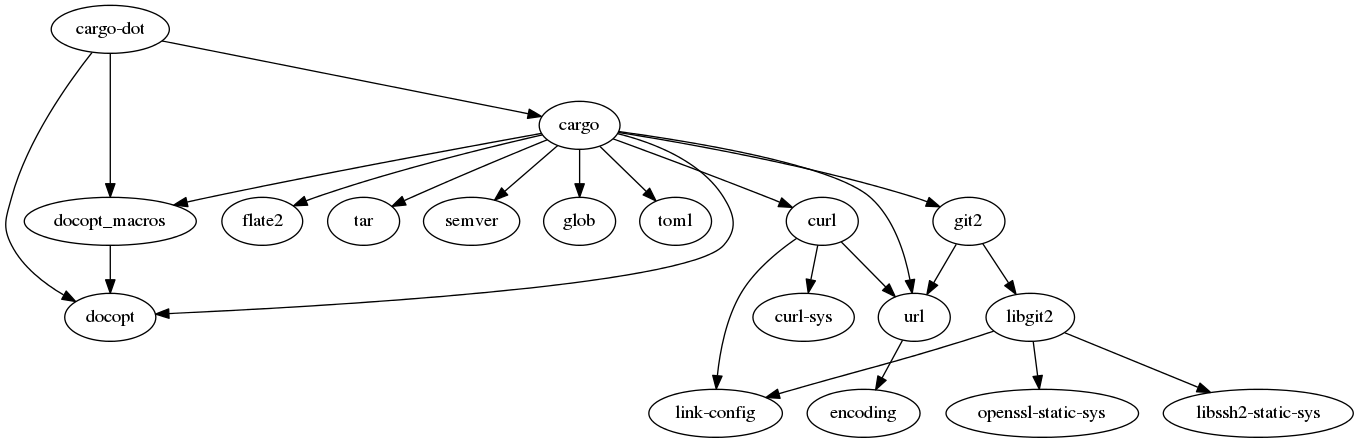 cargo-dot
cargo
docopt_macros
flate2
tar
semver
glob
toml
curl
git2
docopt
curl-sys
url
libgit2
link-config
encoding
openssl-static-sys
libssh2-static-sys